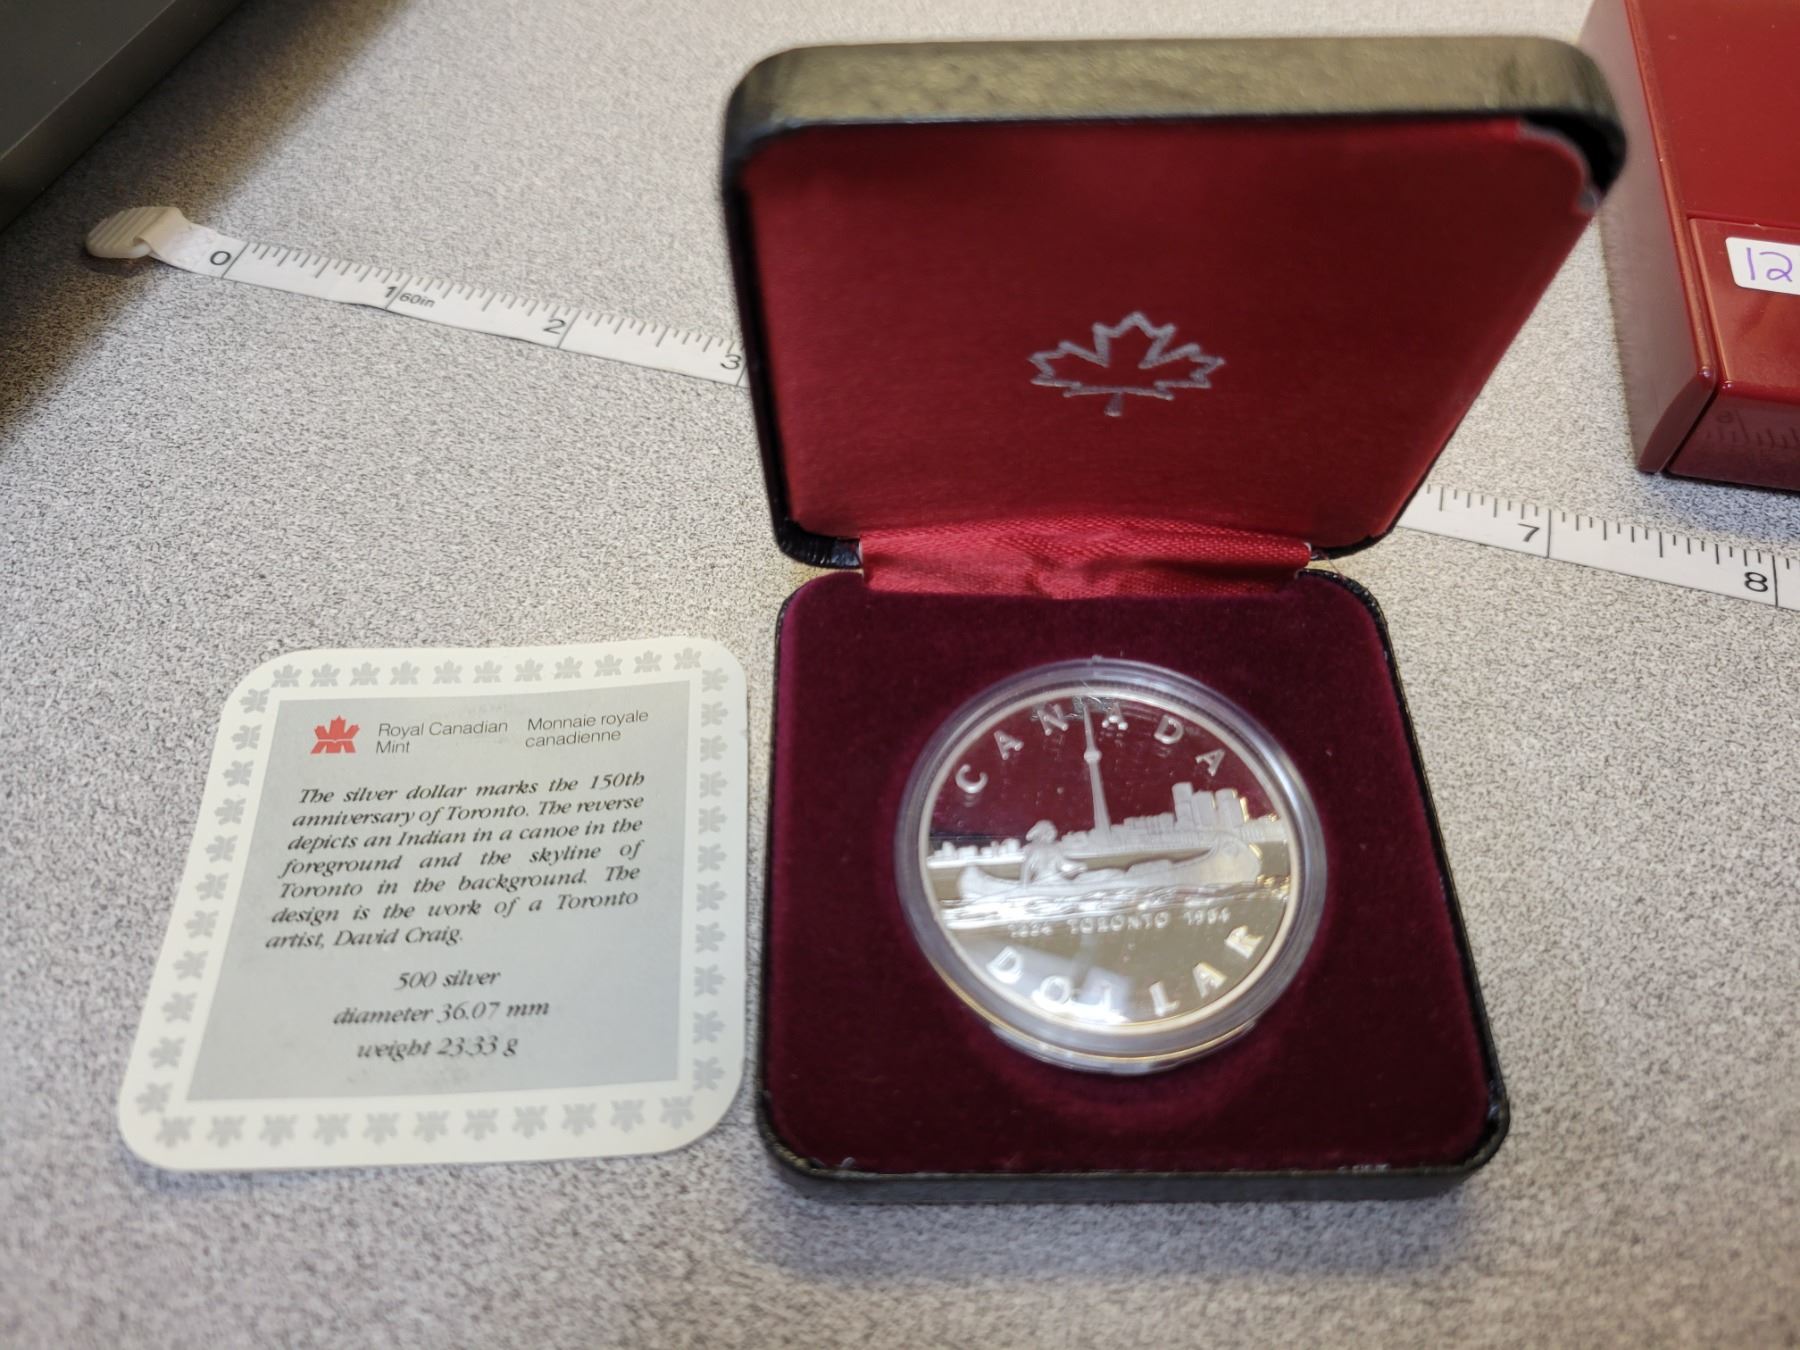 0 1 60in 2 3
7 8
12
Royal Canadian Mint
Monnaie royale canadienne
The silver dollar marks the 150th
anniversary of Toronto. The reverse
depicts an Indian in a canoe in the
foreground and the skyline of
Toronto in the background. The
design is the work of a Toronto
artist, David Craig.
500 silver
diameter 36.07 mm
weight 23.33 g
CANADA
1834 TORONTO 1984
DOLLAR